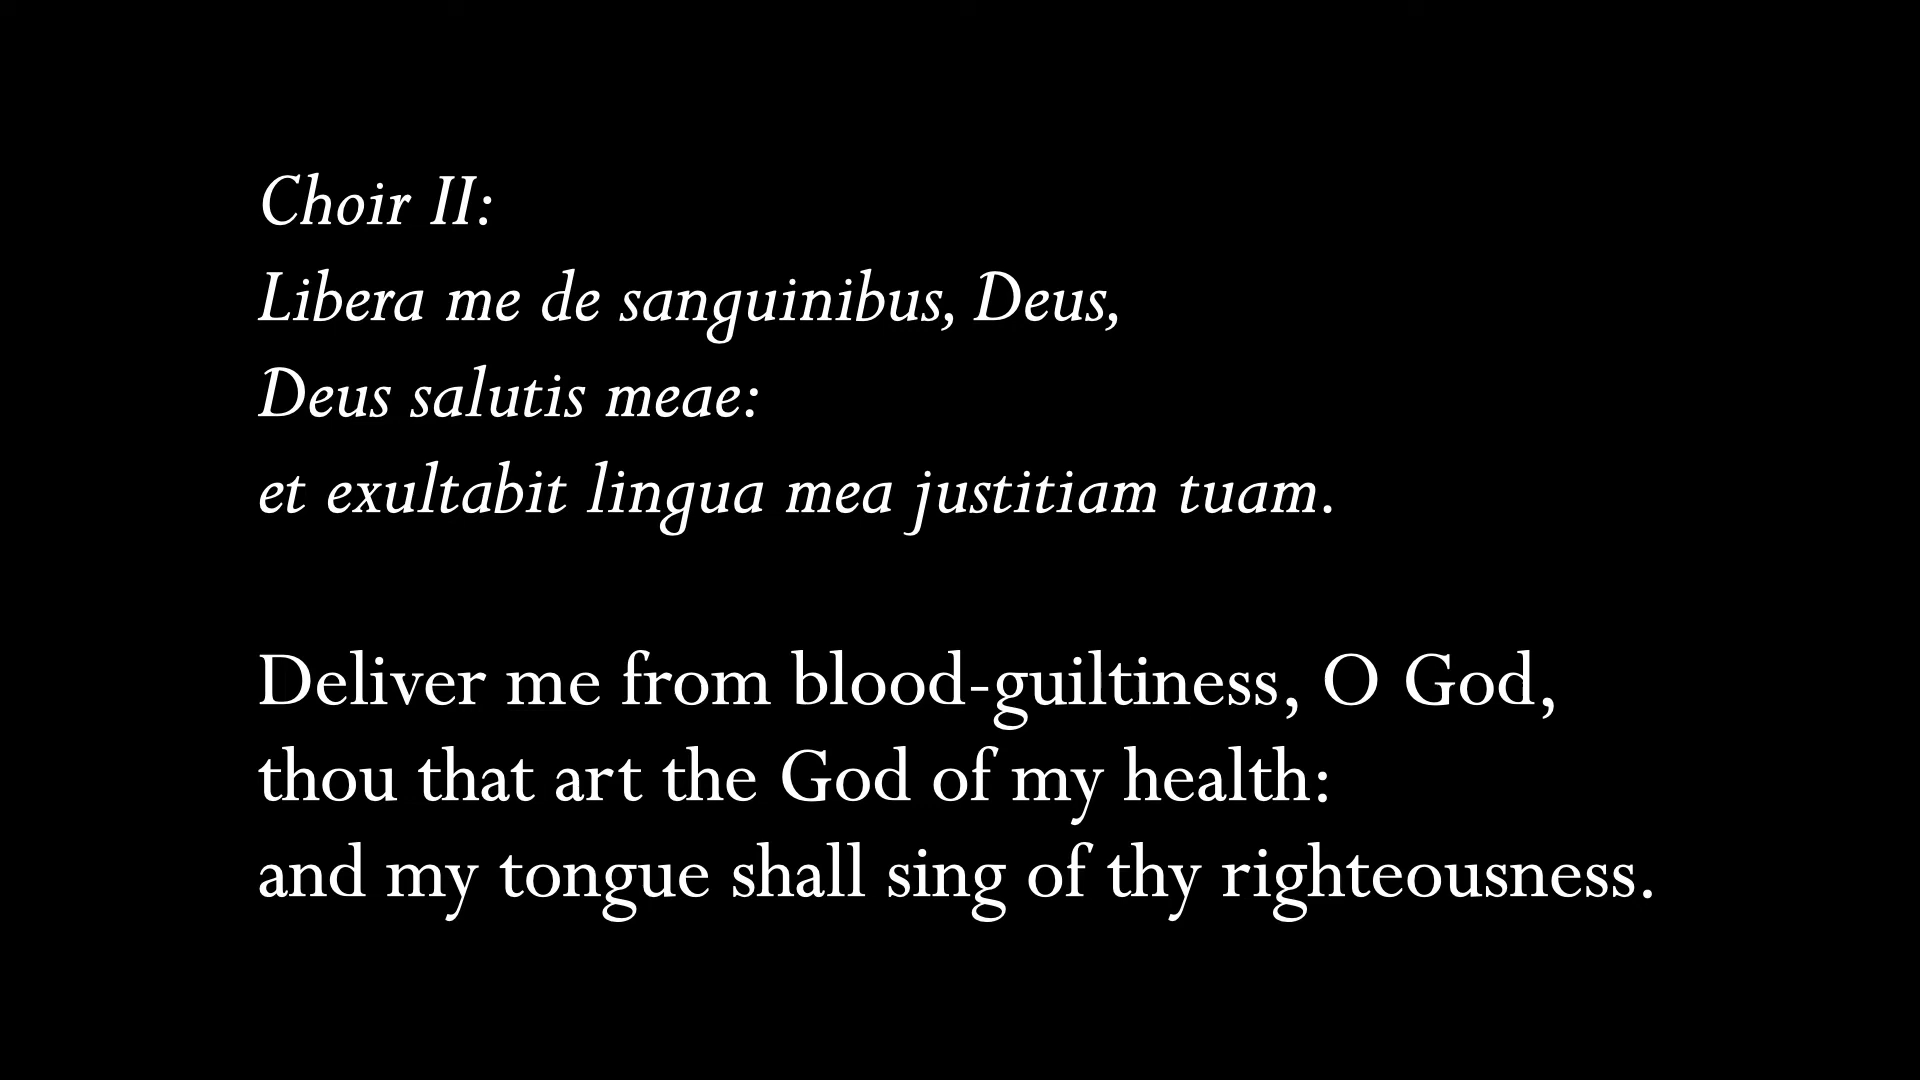 Choir II:
Libera me de sanguinibus, Deus,
Deus salutis meae:
et exultabit lingua mea justitiam tuam.
Deliver me from blood-guiltiness, O God,
thou that art the God of my health:
and my tongue shall sing of thy righteousness.